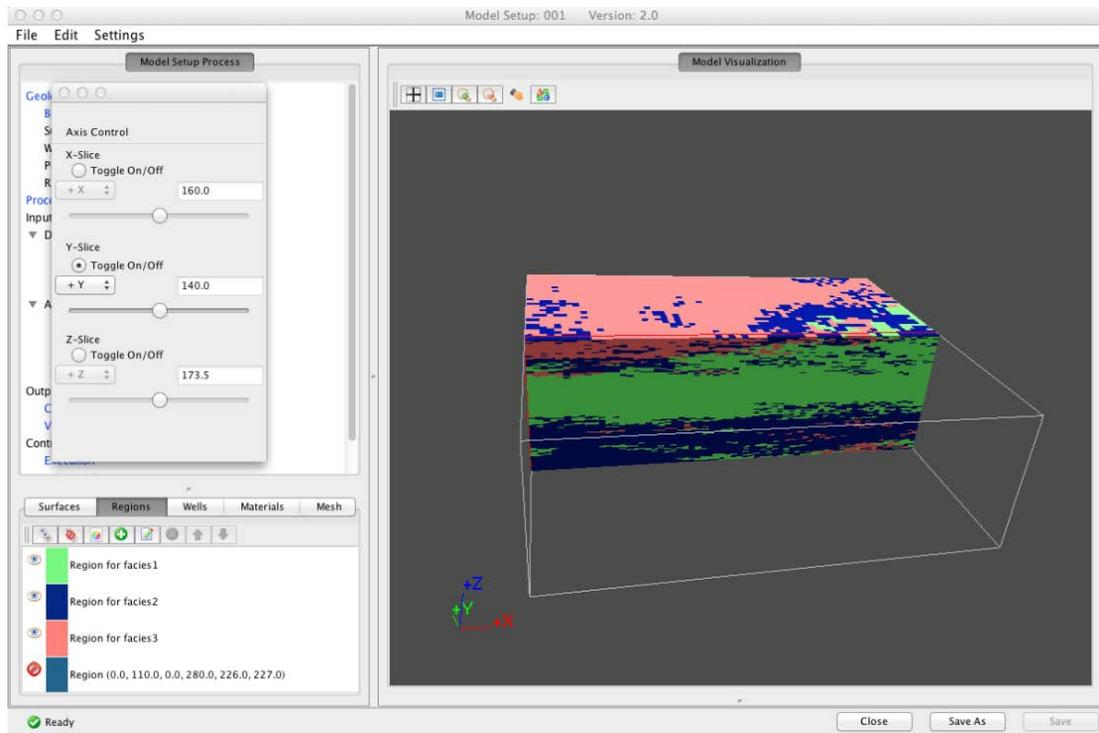 Model Setup: 001 Version: 2.0
File Edit Settings
Model Setup Process
Axis Control
X-Slice
Toggle On/Off
+ X 160.0
Y-Slice
Toggle On/Off
+ Y 140.0
Z-Slice
Toggle On/Off
+ Z 173.5
Surfaces Regions Wells Materials Mesh
Region for facies1
Region for facies2
Region for facies3
Region (0.0, 110.0, 0.0, 280.0, 226.0, 227.0)
Model Visualization
+Z
+Y
+X
Ready
Close Save As Save